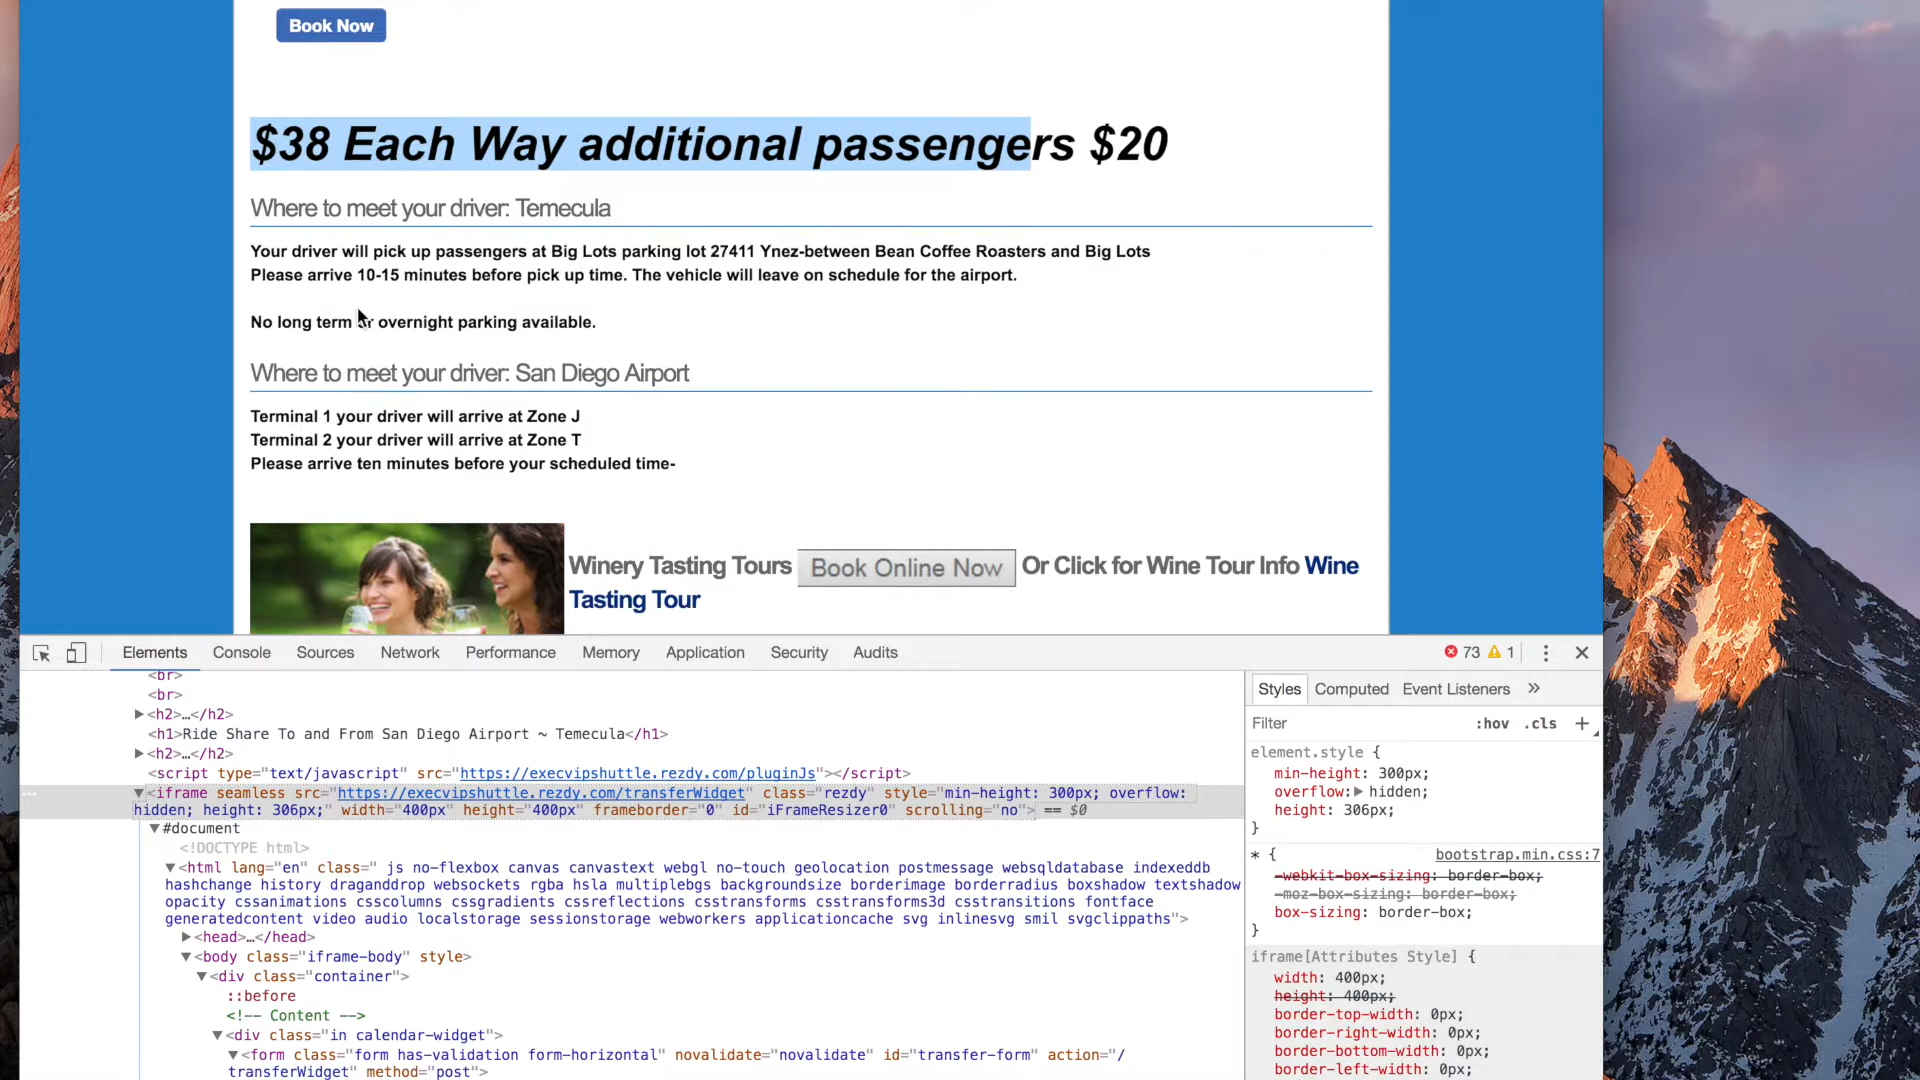 Book Now
$38 Each Way additional passengers $20
Where to meet your driver: Temecula
Your driver will pick up passengers at Big Lots parking lot 27411 Ynez-between Bean Coffee Roasters and Big Lots
Please arrive 10-15 minutes before pick up time. The vehicle will leave on schedule for the airport.
No long term or overnight parking available.
Where to meet your driver: San Diego Airport
Terminal 1 your driver will arrive at Zone J
Terminal 2 your driver will arrive at Zone T
Please arrive ten minutes before your scheduled time-
Winery Tasting Tours Book Online Now Or Click for Wine Tour Info Wine
Tasting Tour
Elements Console Sources Network Performance Memory Application Security Audits 73 1
<br>
<br>
<h2>…</h2>
<h1>Ride Share To and From San Diego Airport ~ Temecula</h1>
<h2>…</h2>
<script type="text/javascript" src="https://execvipshuttle.rezdy.com/pluginJs"></script>
<iframe seamless src="https://execvipshuttle.rezdy.com/transferWidget" class="rezdy" style="min-height: 300px; overflow:
hidden; height: 306px;" width="400px" height="400px" frameborder="0" id="iFrameResizer0" scrolling="no"> == $0
#document
<!DOCTYPE html>
<html lang="en" class=" js no-flexbox canvas canvastext webgl no-touch geolocation postmessage websqldatabase indexeddb
hashchange history draganddrop websockets rgba hsla multiplebgs backgroundsize borderimage borderradius boxshadow textshadow
opacity cssanimations csscolumns cssgradients cssreflections csstransforms csstransforms3d csstransitions fontface
generatedcontent video audio localstorage sessionstorage webworkers applicationcache svg inlinesvg smil svgclippaths">
<head>…</head>
<body class="iframe-body" style>
<div class="container">
::before
<!-- Content -->
<div class="in calendar-widget">
<form class="form has-validation form-horizontal" novalidate="novalidate" id="transfer-form" action="/
transferWidget" method="post">
Styles Computed Event Listeners »
Filter :hov .cls +
element.style {
min-height: 300px;
overflow: hidden;
height: 306px;
}
* { bootstrap.min.css:7
-webkit-box-sizing: border-box;
-moz-box-sizing: border-box;
box-sizing: border-box;
}
iframe[Attributes Style] {
width: 400px;
height: 400px;
border-top-width: 0px;
border-right-width: 0px;
border-bottom-width: 0px;
border-left-width: 0px;